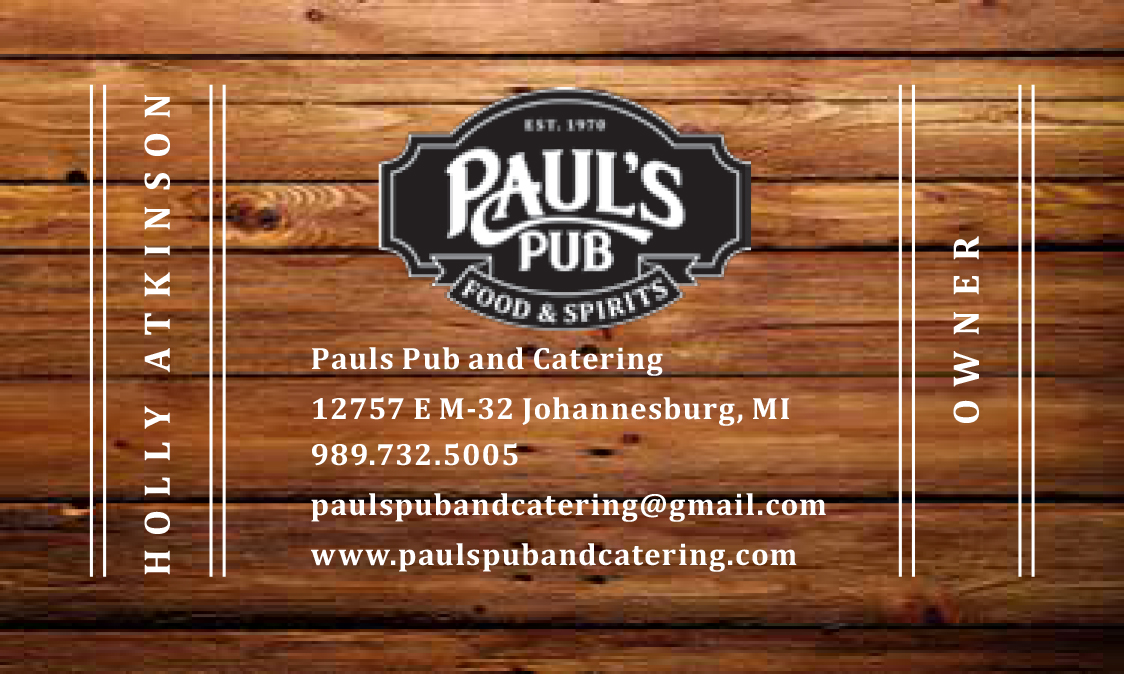 HOLLY ATKINSON
EST. 1970
PAUL'S
PUB
FOOD & SPIRITS
Pauls Pub and Catering
12757 E M-32 Johannesburg, MI
989.732.5005
paulspubandcatering@gmail.com
www.paulspubandcatering.com
OWNER